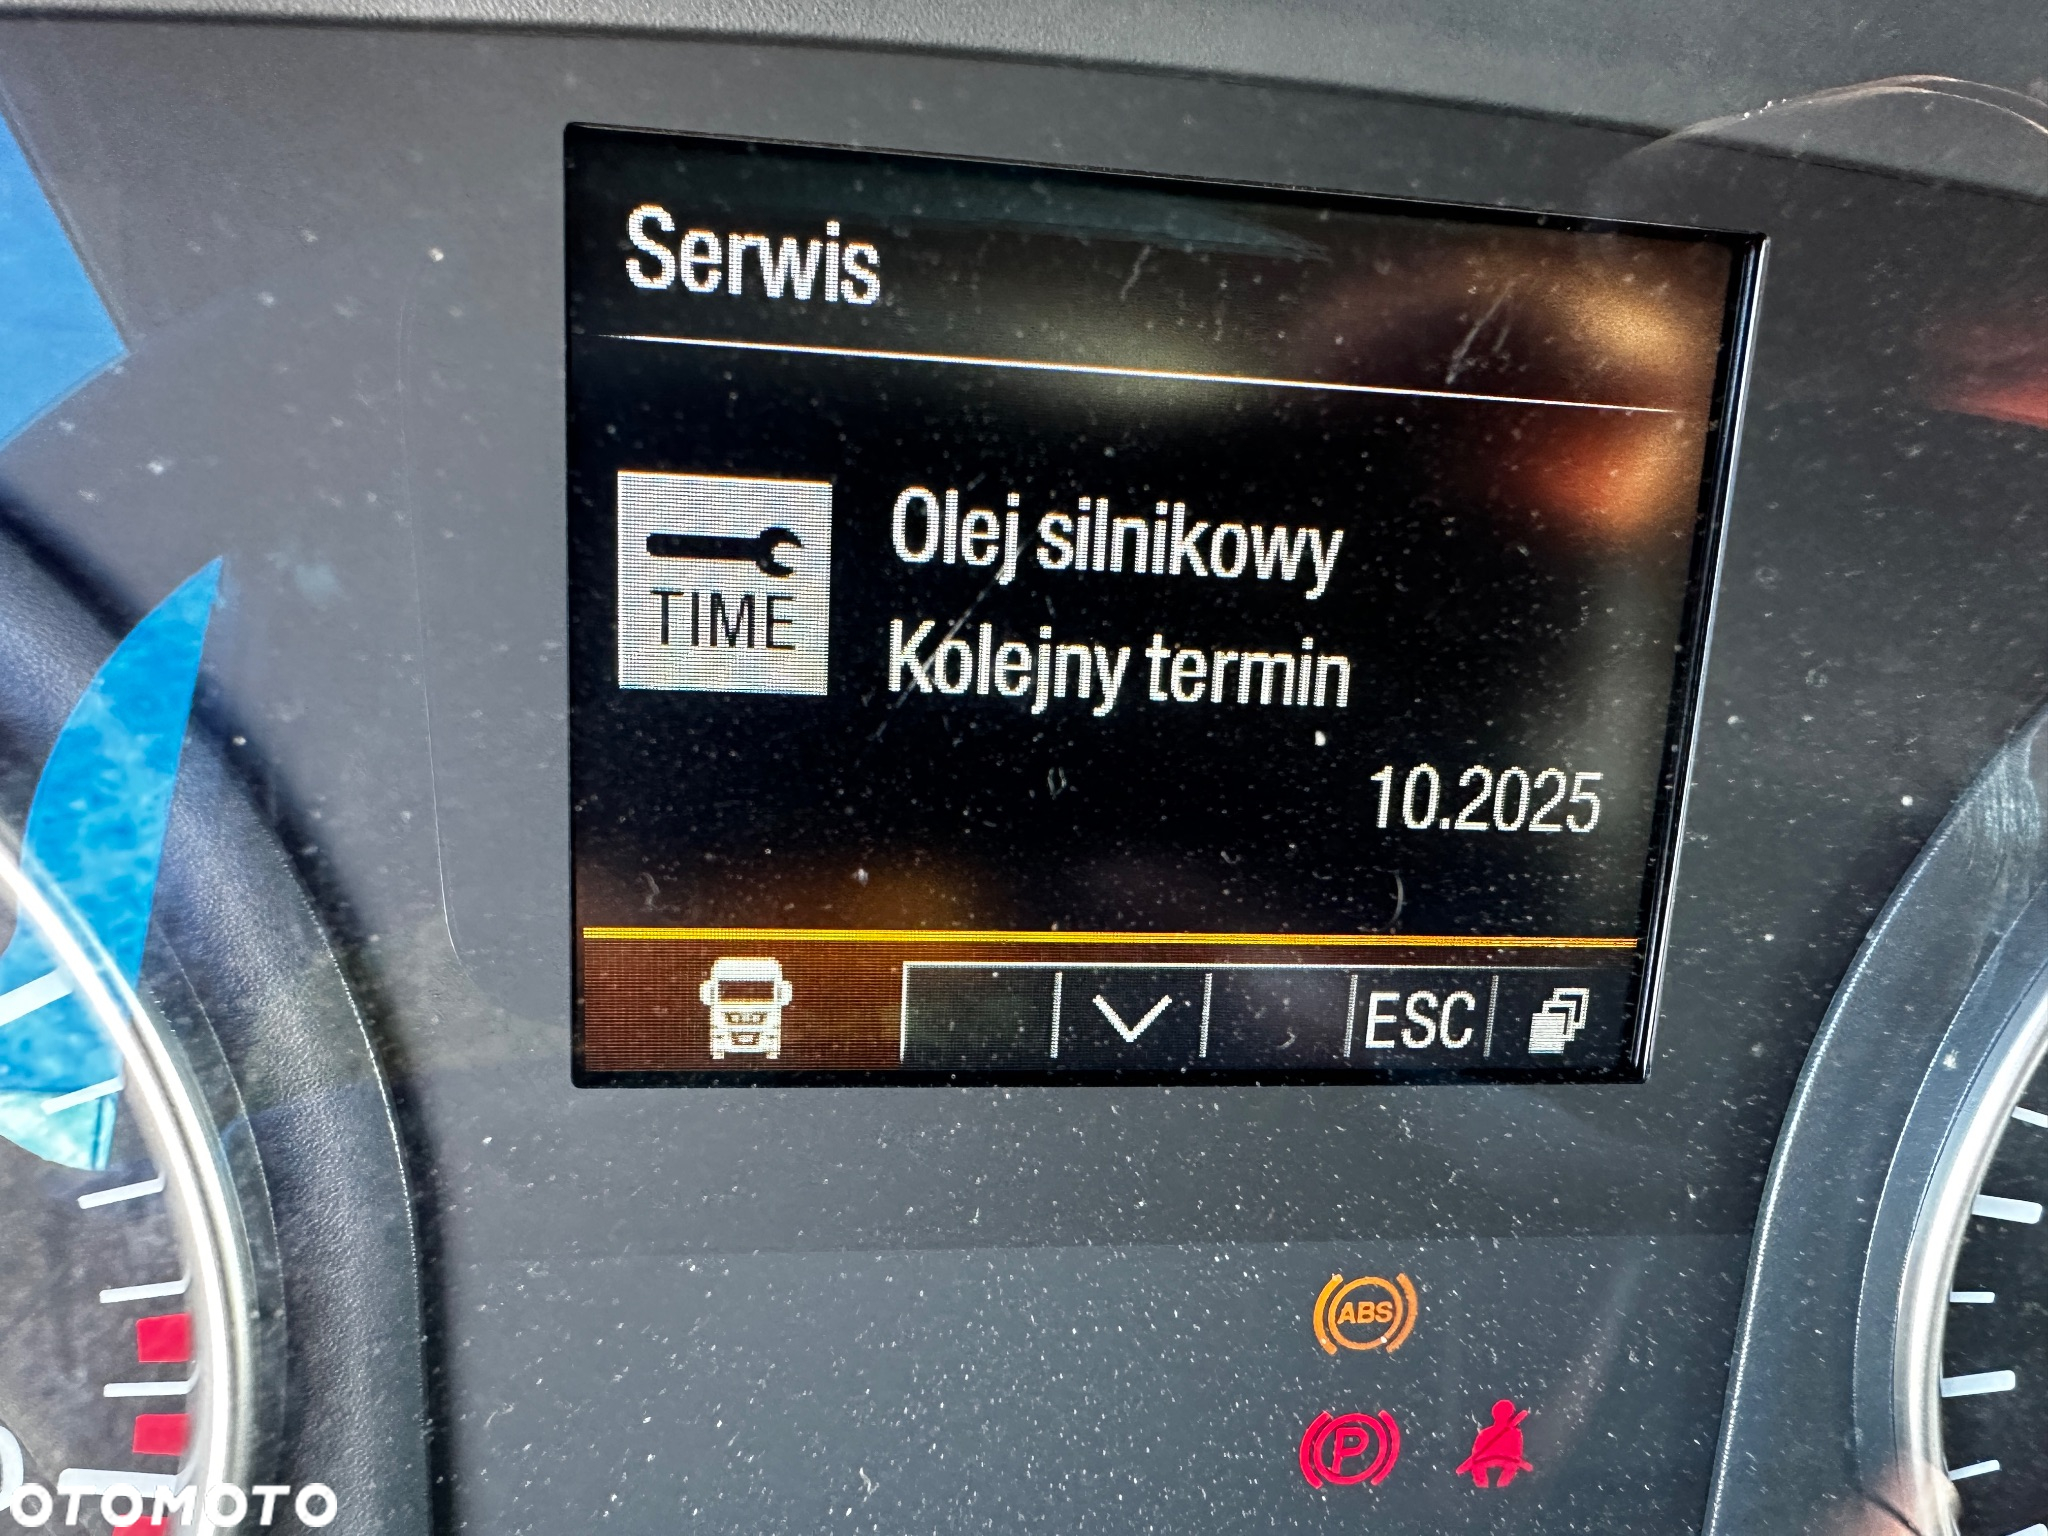 Serwis
TIME
Olej silnikowy
Kolejny termin
10.2025
ESC
ABS
P
OTOMOTO